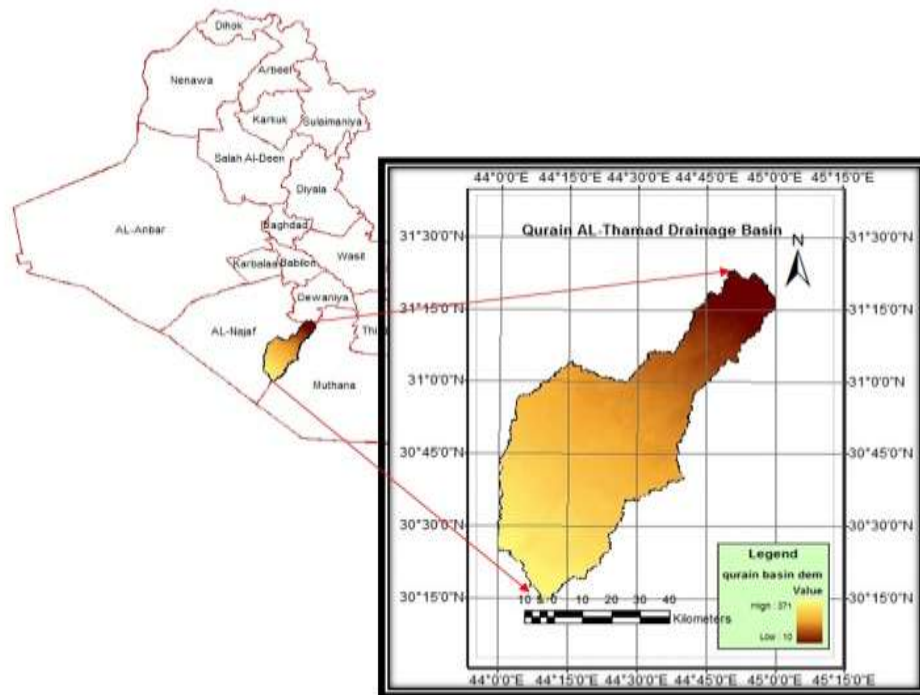 Dihok
Arbeel
Nenawa
Karkuk
Sulaimaniya
Salah Al-Deen
Diyala
AL-Anbar
Baghdad
Wasit
Karbalaa
Babilon
Dewaniya
AL-Najaf
Thi
Muthana
44°0'0"E 44°15'0"E 44°30'0"E 44°45'0"E 45°0'0"E 45°15'0"E
Qurain AL-Thamad Drainage Basin
N
31°30'0"N 31°30'0"N
31°15'0"N 31°15'0"N
31°0'0"N 31°0'0"N
30°45'0"N 30°45'0"N
30°30'0"N 30°30'0"N
30°15'0"N 30°15'0"N
Legend
qurain basin dem
Value
High : 371
Low : 10
10 5 0 10 20 30 40
Kilometers
44°0'0"E 44°15'0"E 44°30'0"E 44°45'0"E 45°0'0"E 45°15'0"E